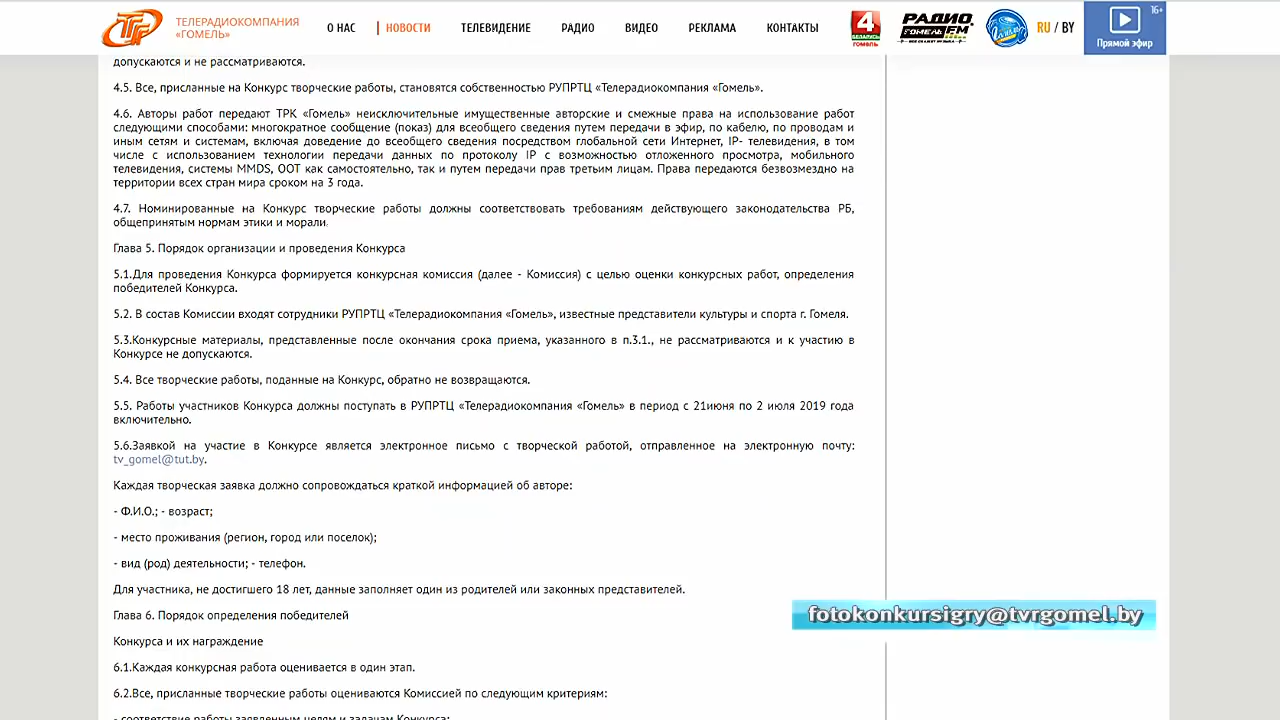 ТЕЛЕРАДИОКОМПАНИЯ
«ГОМЕЛЬ»
О НАС
НОВОСТИ
ТЕЛЕВИДЕНИЕ
РАДИО
ВИДЕО
РЕКЛАМА
КОНТАКТЫ
4
БЕЛАРУСЬ
ГОМЕЛЬ
РАДИО
ГОМЕЛЬ FM
RU / BY
16+
Прямой эфир
допускаются и не рассматриваются.
4.5. Все, присланные на Конкурс творческие работы, становятся собственностью РУПРТЦ «Телерадиокомпания «Гомель».
4.6. Авторы работ передают ТРК «Гомель» неисключительные имущественные авторские и смежные права на использование работ
следующими способами: многократное сообщение (показ) для всеобщего сведения путем передачи в эфир, по кабелю, по проводам и
иным сетям и системам, включая доведение до всеобщего сведения посредством глобальной сети Интернет, IP- телевидения, в том
числе с использованием технологии передачи данных по протоколу IP с возможностью отложенного просмотра, мобильного
телевидения, системы MMDS, ООТ как самостоятельно, так и путем передачи прав третьим лицам. Права передаются безвозмездно на
территории всех стран мира сроком на 3 года.
4.7. Номинированные на Конкурс творческие работы должны соответствовать требованиям действующего законодательства РБ,
общепринятым нормам этики и морали.
Глава 5. Порядок организации и проведения Конкурса
5.1.Для проведения Конкурса формируется конкурсная комиссия (далее - Комиссия) с целью оценки конкурсных работ, определения
победителей Конкурса.
5.2. В состав Комиссии входят сотрудники РУПРТЦ «Телерадиокомпания «Гомель», известные представители культуры и спорта г. Гомеля.
5.3.Конкурсные материалы, представленные после окончания срока приема, указанного в п.3.1., не рассматриваются и к участию в
Конкурсе не допускаются.
5.4. Все творческие работы, поданные на Конкурс, обратно не возвращаются.
5.5. Работы участников Конкурса должны поступать в РУПРТЦ «Телерадиокомпания «Гомель» в период с 21июня по 2 июля 2019 года
включительно.
5.6.Заявкой на участие в Конкурсе является электронное письмо с творческой работой, отправленное на электронную почту:
tv_gomel@tut.by.
Каждая творческая заявка должно сопровождаться краткой информацией об авторе:
- Ф.И.О.; - возраст;
- место проживания (регион, город или поселок);
- вид (род) деятельности; - телефон.
Для участника, не достигшего 18 лет, данные заполняет один из родителей или законных представителей.
fotokonkursigry@tvrgomel.by
Глава 6. Порядок определения победителей
Конкурса и их награждение
6.1.Каждая конкурсная работа оценивается в один этап.
6.2.Все, присланные творческие работы оцениваются Комиссией по следующим критериям:
- соответствие работы заявленным целям и задачам Конкурса;